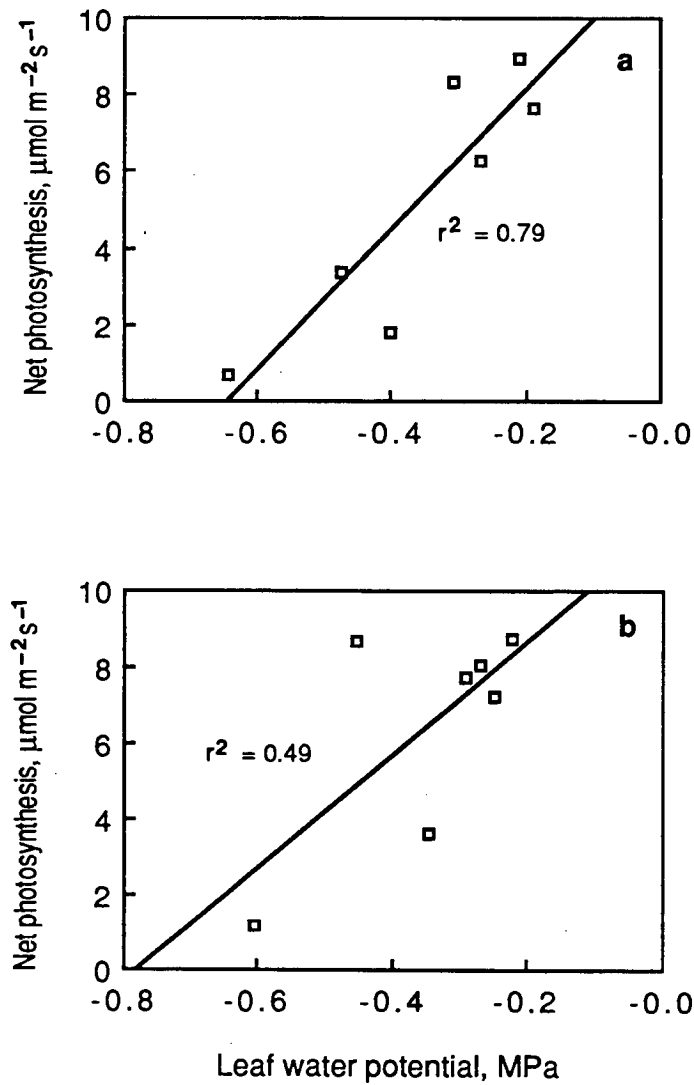 10
8
6
4
2
0
Net photosynthesis, μmol m⁻²s⁻¹
a
r² = 0.79
-0.8 -0.6 -0.4 -0.2 -0.0
10
8
6
4
2
0
Net photosynthesis, μmol m⁻²s⁻¹
b
r² = 0.49
-0.8 -0.6 -0.4 -0.2 -0.0
Leaf water potential, MPa